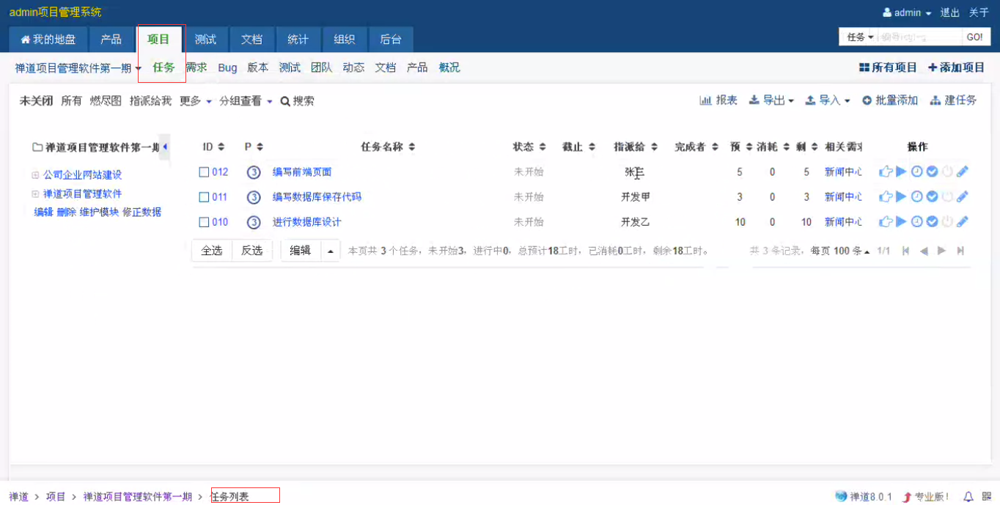 admin项目管理系统
admin 退出 关于
我的地盘 产品 项目 测试 文档 统计 组织 后台
任务 GO!
禅道项目管理软件第一期 任务 需求 Bug 版本 测试 团队 动态 文档 产品 概况
所有项目 添加项目
未关闭 所有 燃尽图 指派给我 更多 分组查看 搜索
报表 导出 导入 批量添加 建任务
禅道项目管理软件第一期
公司企业网站建设
禅道项目管理软件
编辑 删除 维护模块 修正数据
ID P 任务名称 状态 截止 指派给 完成者 预 消耗 剩 相关需求 操作
012 3 编写前端页面 未开始 张三 5 0 5 新闻中心
011 3 编写数据库保存代码 未开始 开发甲 3 0 3 新闻中心
010 3 进行数据库设计 未开始 开发乙 10 0 10 新闻中心
全选 反选 编辑 本页共 3 个任务，未开始3，进行中0，总预计18工时，已消耗0工时，剩余18工时。 共 3 条记录，每页 100 条 1/1
禅道 > 项目 > 禅道项目管理软件第一期 > 任务列表
禅道8.0.1 专业版!